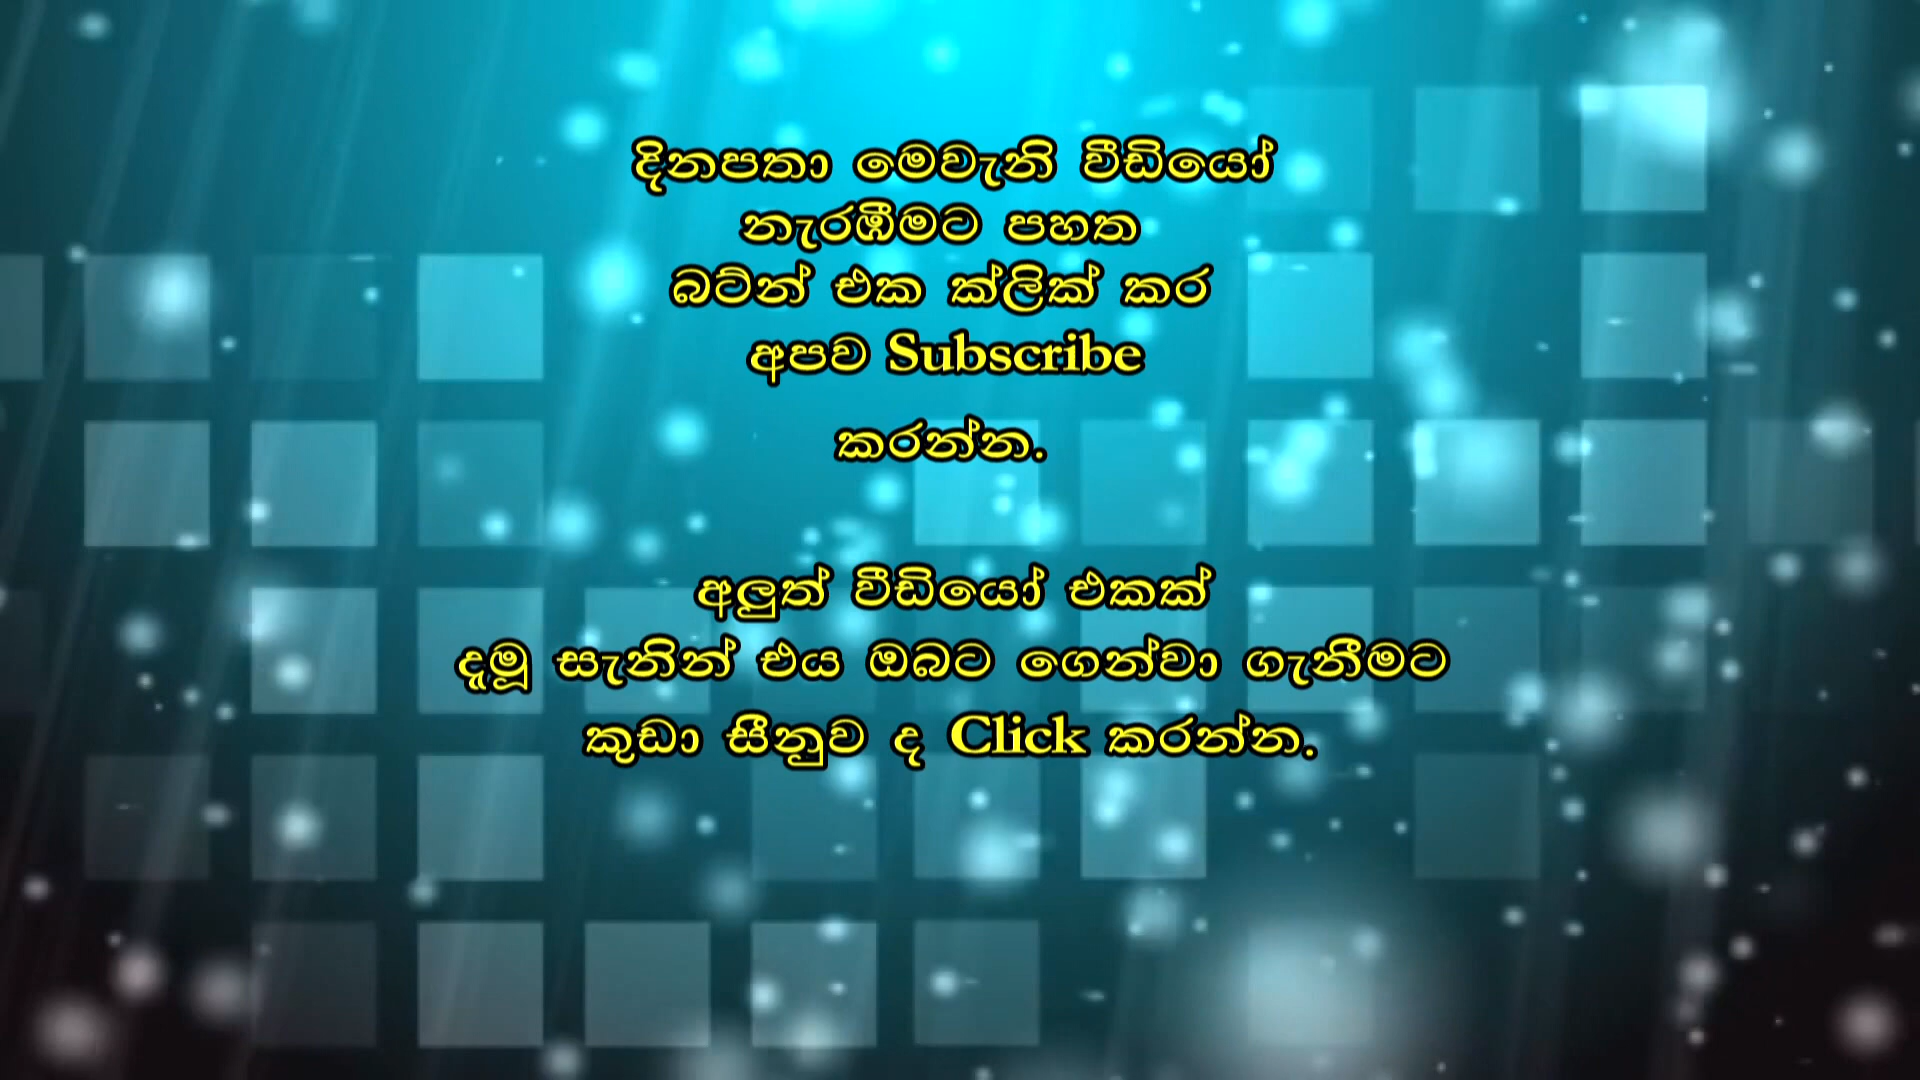 දිනපතා මෙවැනි වීඩියෝ
නැරඹීමට පහත
බටන් එක ක්ලික් කර
අපව Subscribe
කරන්න.
අලුත් වීඩියෝ එකක්
දැමූ සැනින් එය ඔබට ගෙන්වා ගැනීමට
කුඩා සීනුව ද Click කරන්න.